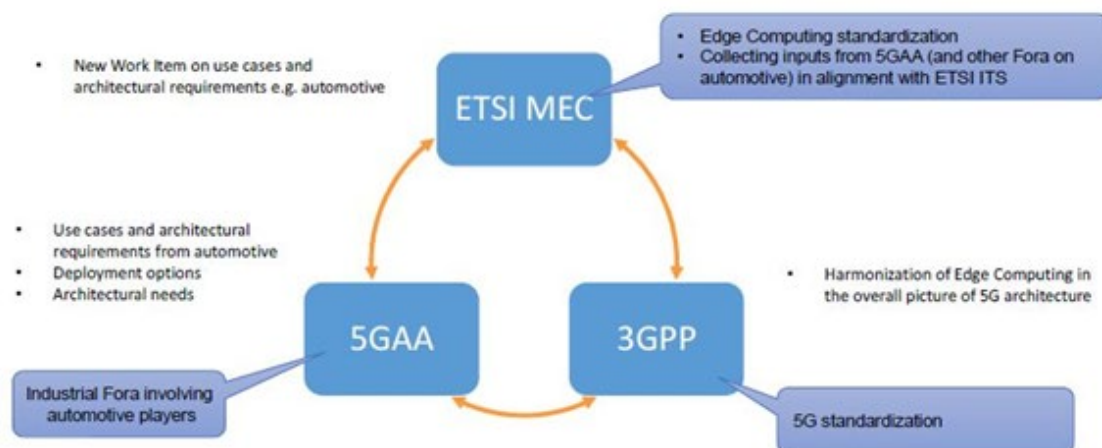 • Edge Computing standardization
• Collecting inputs from 5GAA (and other Fora on
automotive) in alignment with ETSI ITS
• New Work Item on use cases and
architectural requirements e.g. automotive
ETSI MEC
• Use cases and architectural
requirements from automotive
• Deployment options
• Architectural needs
• Harmonization of Edge Computing in
the overall picture of 5G architecture
5GAA
3GPP
Industrial Fora involving
automotive players
5G standardization